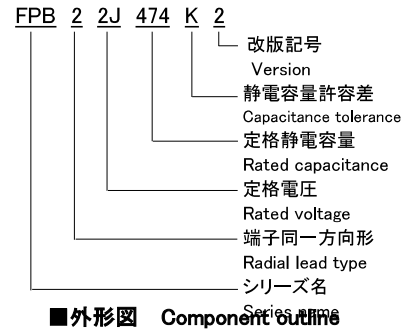 FPB 2 2J 474 K 2
改版記号
Version
静電容量許容差
Capacitance tolerance
定格静電容量
Rated capacitance
定格電圧
Rated voltage
端子同一方向形
Radial lead type
シリーズ名
Series name
■外形図 Component outline